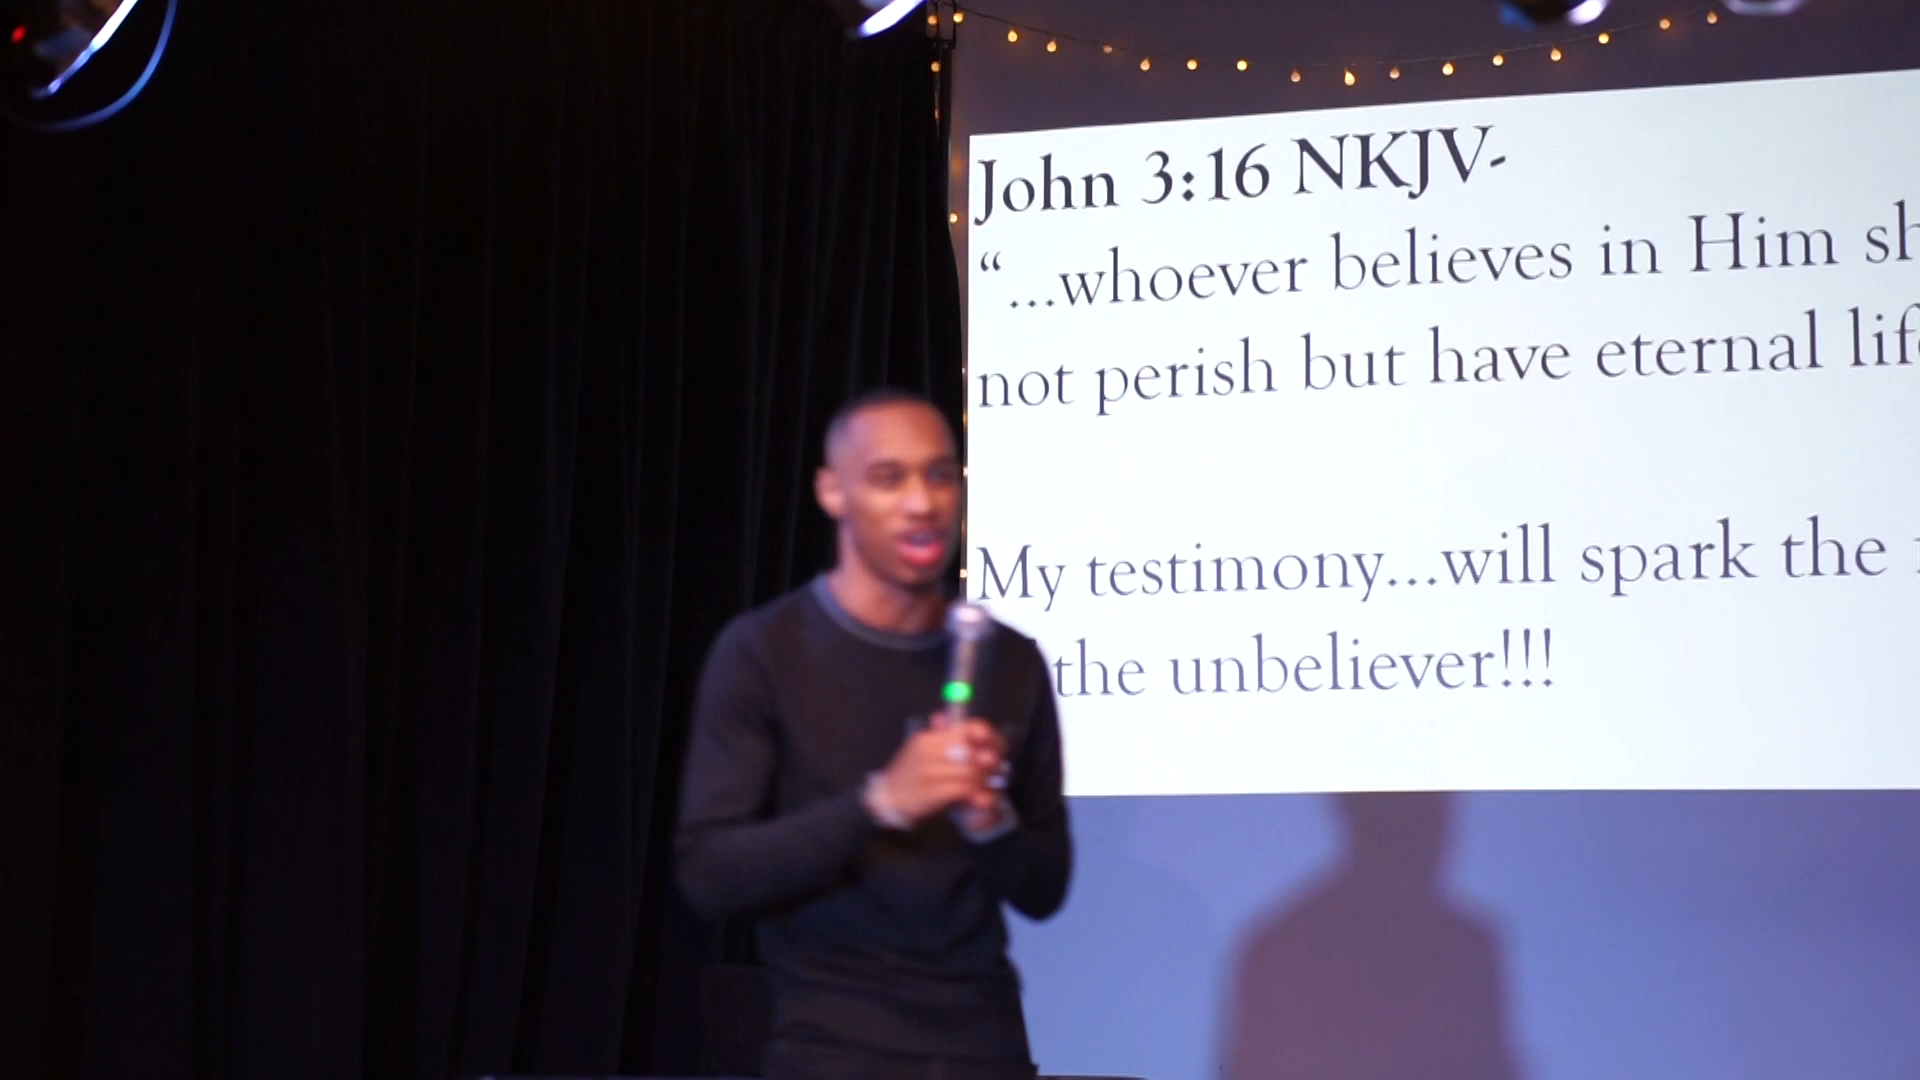 John 3:16 NKJV-
“...whoever believes in Him
not perish but have eternal
My testimony...will spark the
the unbeliever!!!